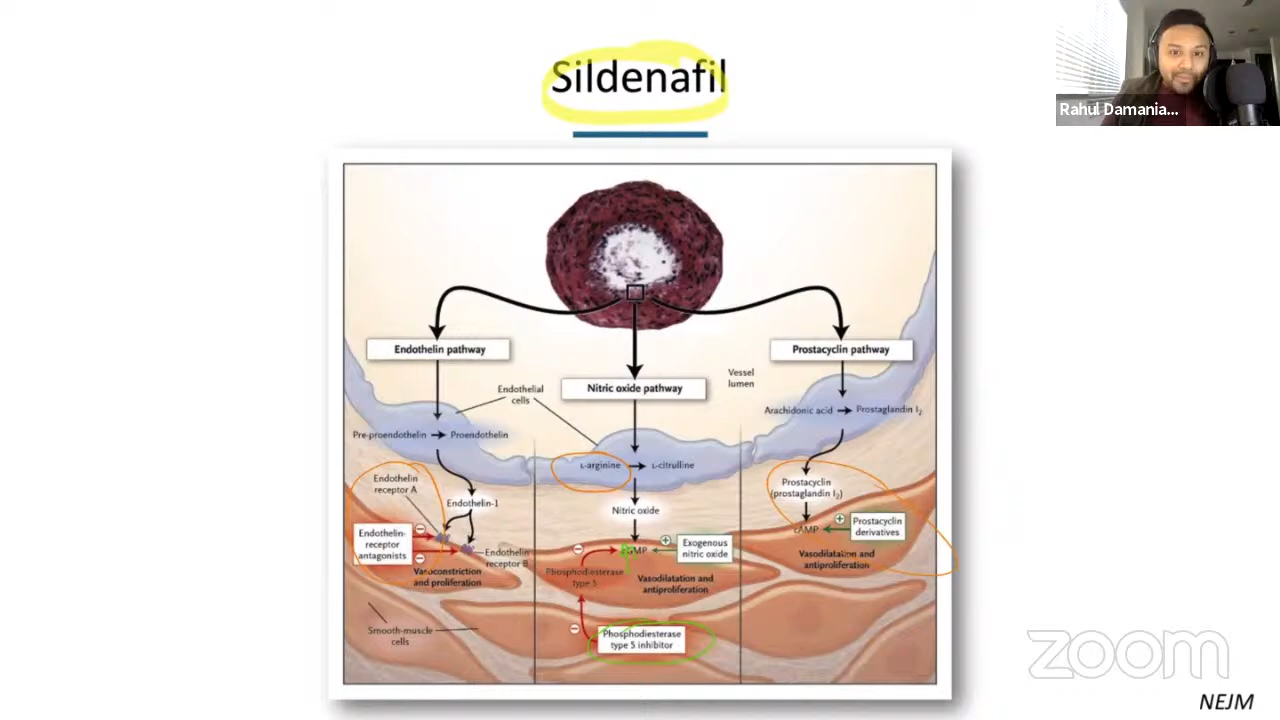 Sildenafil
Rahul Damania...
Endothelin pathway
Nitric oxide pathway
Prostacyclin pathway
Vessel
lumen
Endothelial
cells
Pre-proendothelin
Proendothelin
L-arginine
L-citrulline
Arachidonic acid
Prostaglandin I₂
Endothelin
receptor A
Endothelin-1
Nitric oxide
Prostacyclin
(prostaglandin I₂)
Endothelin-
receptor
antagonists
Endothelin
receptor B
Vasoconstriction
and proliferation
Phosphodiesterase
type 5
Exogenous
nitric oxide
Vasodilatation and
antiproliferation
cAMP
Prostacyclin
derivatives
Vasodilatation and
antiproliferation
Smooth-muscle
cells
Phosphodiesterase
type 5 inhibitor
zoom
NEJM